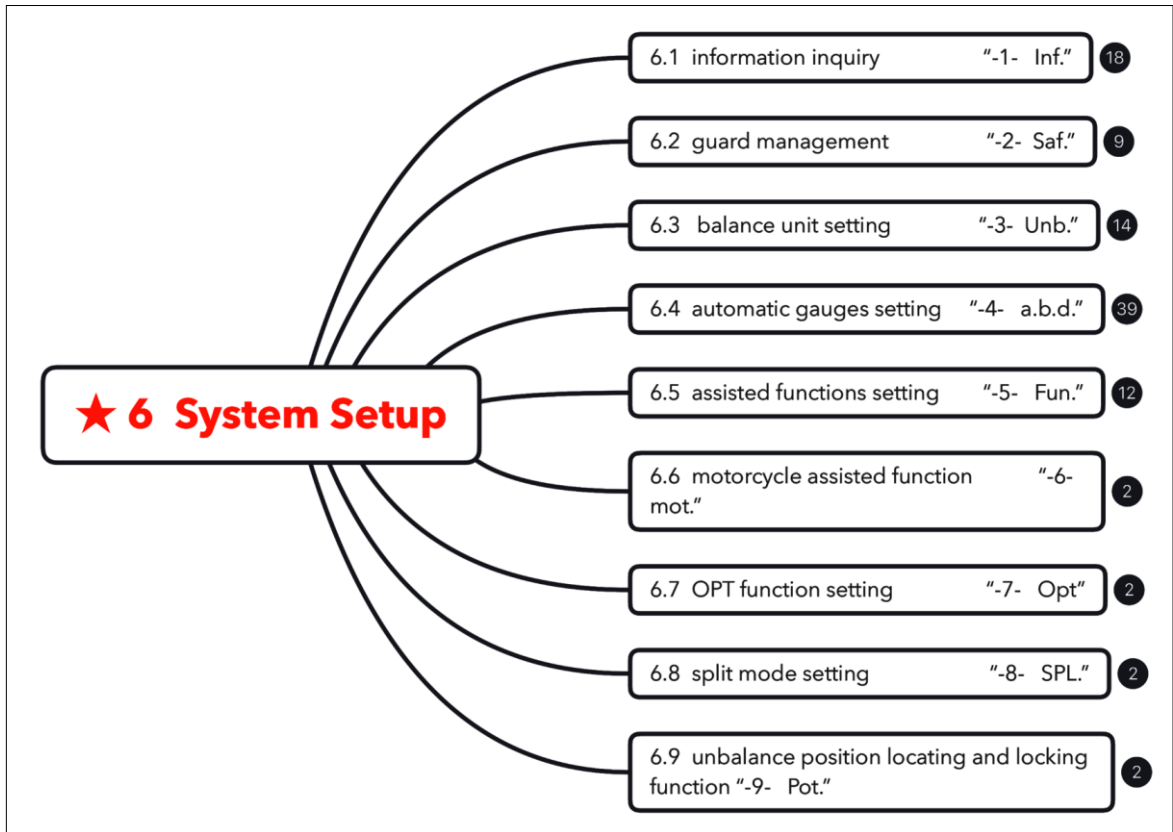 ★ 6 System Setup
6.1 information inquiry "-1- Inf." 18
6.2 guard management "-2- Saf." 9
6.3 balance unit setting "-3- Unb." 14
6.4 automatic gauges setting "-4- a.b.d." 39
6.5 assisted functions setting "-5- Fun." 12
6.6 motorcycle assisted function "-6-
mot." 2
6.7 OPT function setting "-7- Opt" 2
6.8 split mode setting "-8- SPL." 2
6.9 unbalance position locating and locking
function "-9- Pot." 2